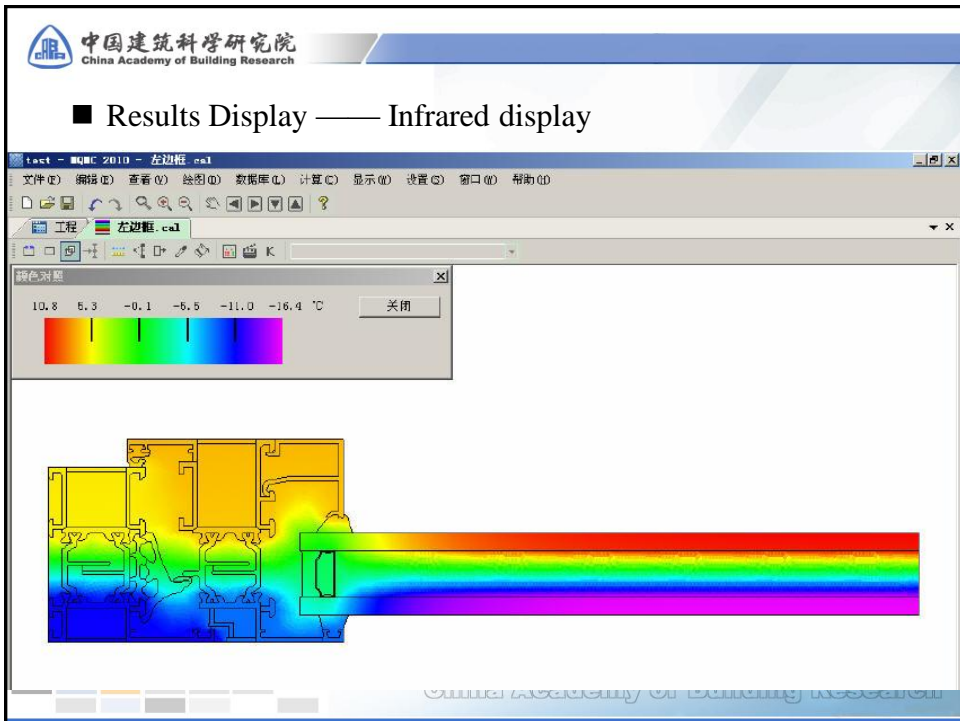 中国建筑科学研究院
China Academy of Building Research
■ Results Display —— Infrared display
test - MQMC 2010 - 左边框.cal
文件(F) 编辑(E) 查看(V) 绘图(D) 数据库(L) 计算(C) 显示(W) 设置(S) 窗口(W) 帮助(H)
工程 左边框.cal
K
颜色对照
10.8 5.3 -0.1 -5.5 -11.0 -16.4 ℃ 关闭
China Academy of Building Research